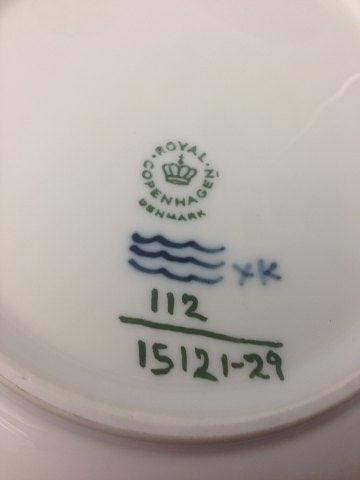 ROYAL
COPENHAGEN
DENMARK
XK
112
15121-29